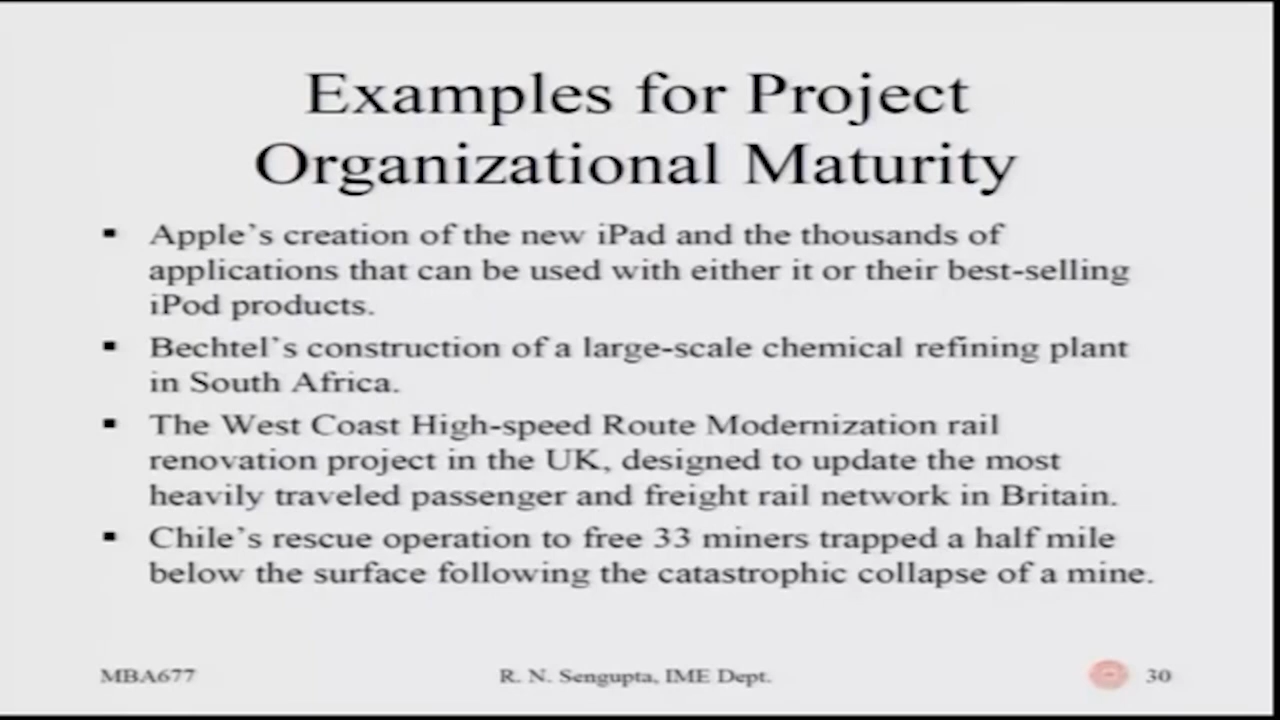 Examples for Project
Organizational Maturity
▪ Apple's creation of the new iPad and the thousands of
applications that can be used with either it or their best-selling
iPod products.
▪ Bechtel's construction of a large-scale chemical refining plant
in South Africa.
▪ The West Coast High-speed Route Modernization rail
renovation project in the UK, designed to update the most
heavily traveled passenger and freight rail network in Britain.
▪ Chile's rescue operation to free 33 miners trapped a half mile
below the surface following the catastrophic collapse of a mine.
MBA677 R. N. Sengupta, IME Dept. 30